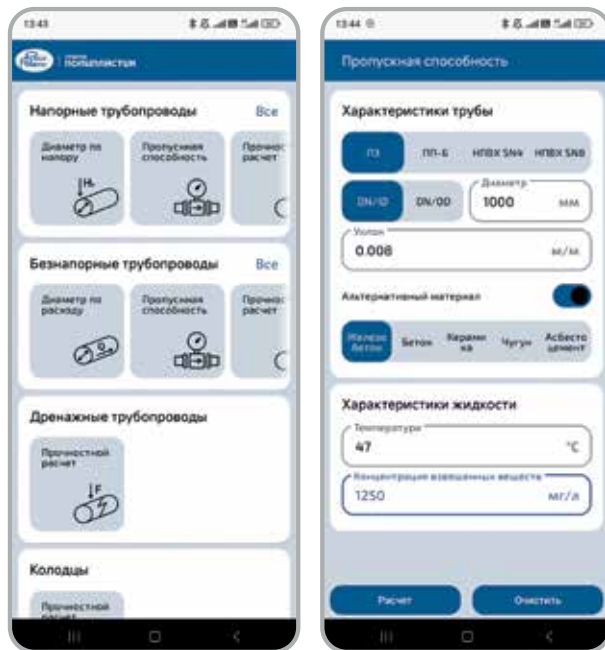 13:43
ПОЛИПЛАСТИК
Напорные трубопроводы
Все
Диаметр по
напору
Пропускная
способность
Прочнос
расчет
H
Безнапорные трубопроводы
Все
Диаметр по
расходу
Пропускная
способность
Прочнос
расчет
Дренажные трубопроводы
Прочностной
расчет
F
Колодцы
Прочностной
расчет
13:44
Пропускная способность
Характеристики трубы
ПЭ
ПП-Б
НПВХ SN4
НПВХ SN8
DN/ID
DN/OD
Диаметр
1000
мм
Уклон
0.008
м/м
Альтернативный материал
Железо
бетон
Бетон
Керами
ка
Чугун
Асбесто
цемент
Характеристики жидкости
Температура
47
°C
Концентрация взвешенных веществ
1250
мг/л
Расчет
Очистить